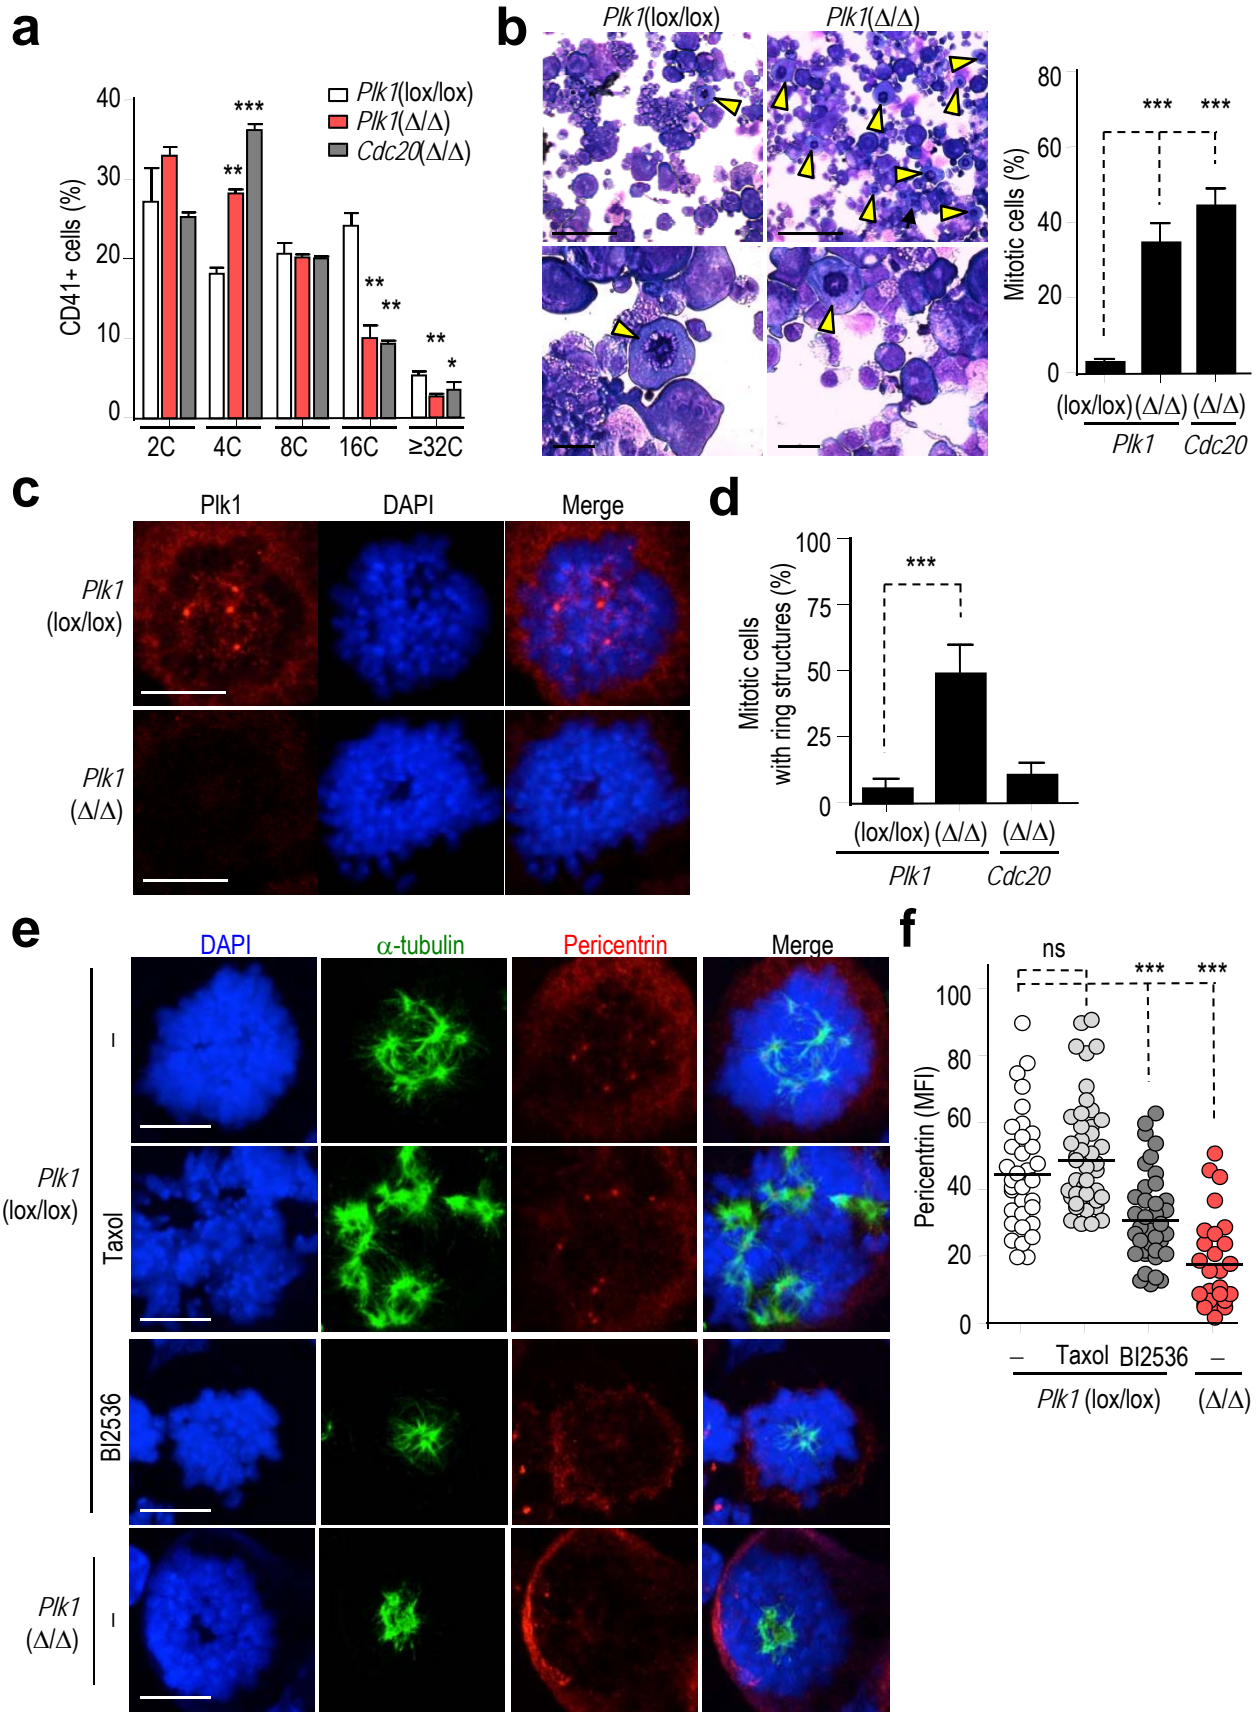 a
40
30
20
10
0
CD41+ cells (%)
Plk1(lox/lox)
Plk1(Δ/Δ)
Cdc20(Δ/Δ)
***
**
**
**
**
*
2C 4C 8C 16C ≥32C
b
Plk1(lox/lox) Plk1(Δ/Δ)
80
60
40
20
0
Mitotic cells (%)
*** ***
(lox/lox) (Δ/Δ) (Δ/Δ)
Plk1 Cdc20
c
Plk1 DAPI Merge
Plk1
(lox/lox)
Plk1
(Δ/Δ)
d
100
75
50
25
0
Mitotic cells
with ring structures (%)
***
(lox/lox) (Δ/Δ) (Δ/Δ)
Plk1 Cdc20
e
DAPI α-tubulin Pericentrin Merge
–
Plk1
(lox/lox)
Taxol
BI2536
Plk1
(Δ/Δ)
–
f
ns
*** ***
100
80
60
40
20
0
Pericentrin (MFI)
– Taxol BI2536 –
Plk1 (lox/lox) (Δ/Δ)